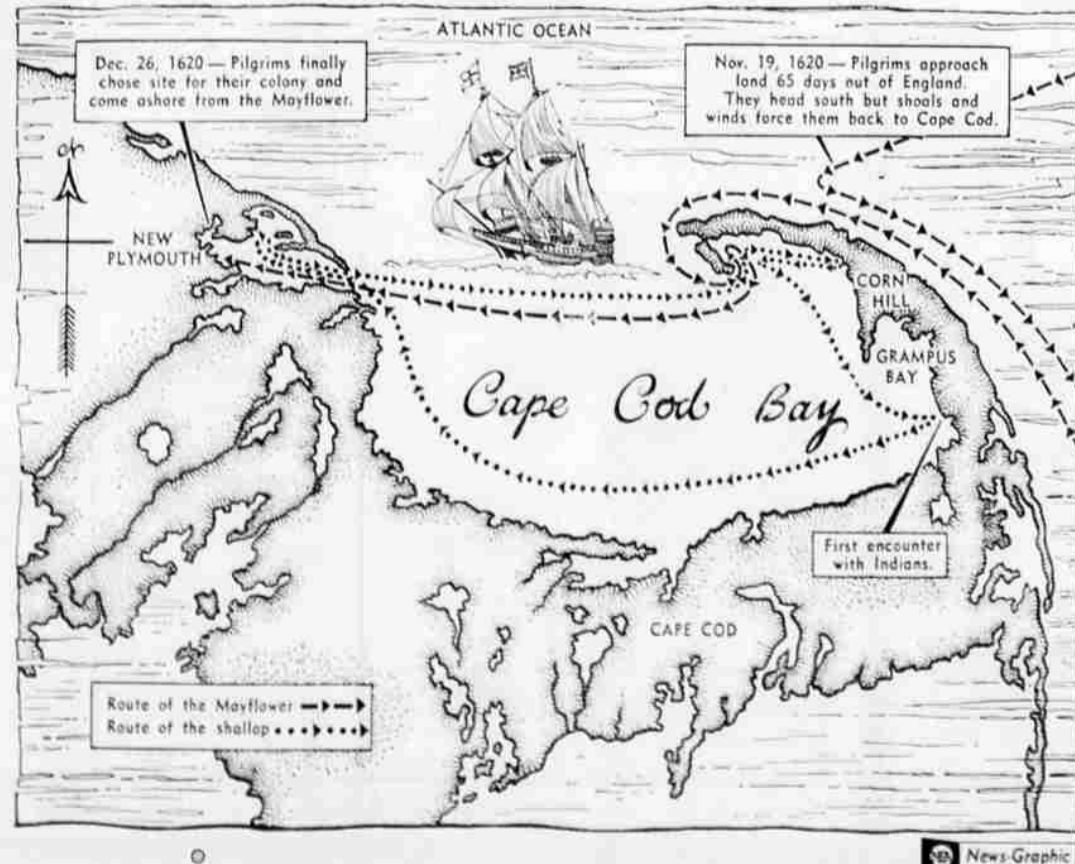 ATLANTIC OCEAN
Dec. 26, 1620 — Pilgrims finally
chose site for their colony and
come ashore from the Mayflower.
Nov. 19, 1620 — Pilgrims approach
land 65 days out of England.
They head south but shoals and
winds force them back to Cape Cod.
NEW
PLYMOUTH
CORN
HILL
GRAMPUS
BAY
Cape Cod Bay
First encounter
with Indians.
CAPE COD
Route of the Mayflower
Route of the shallop
NEA News-Graphic